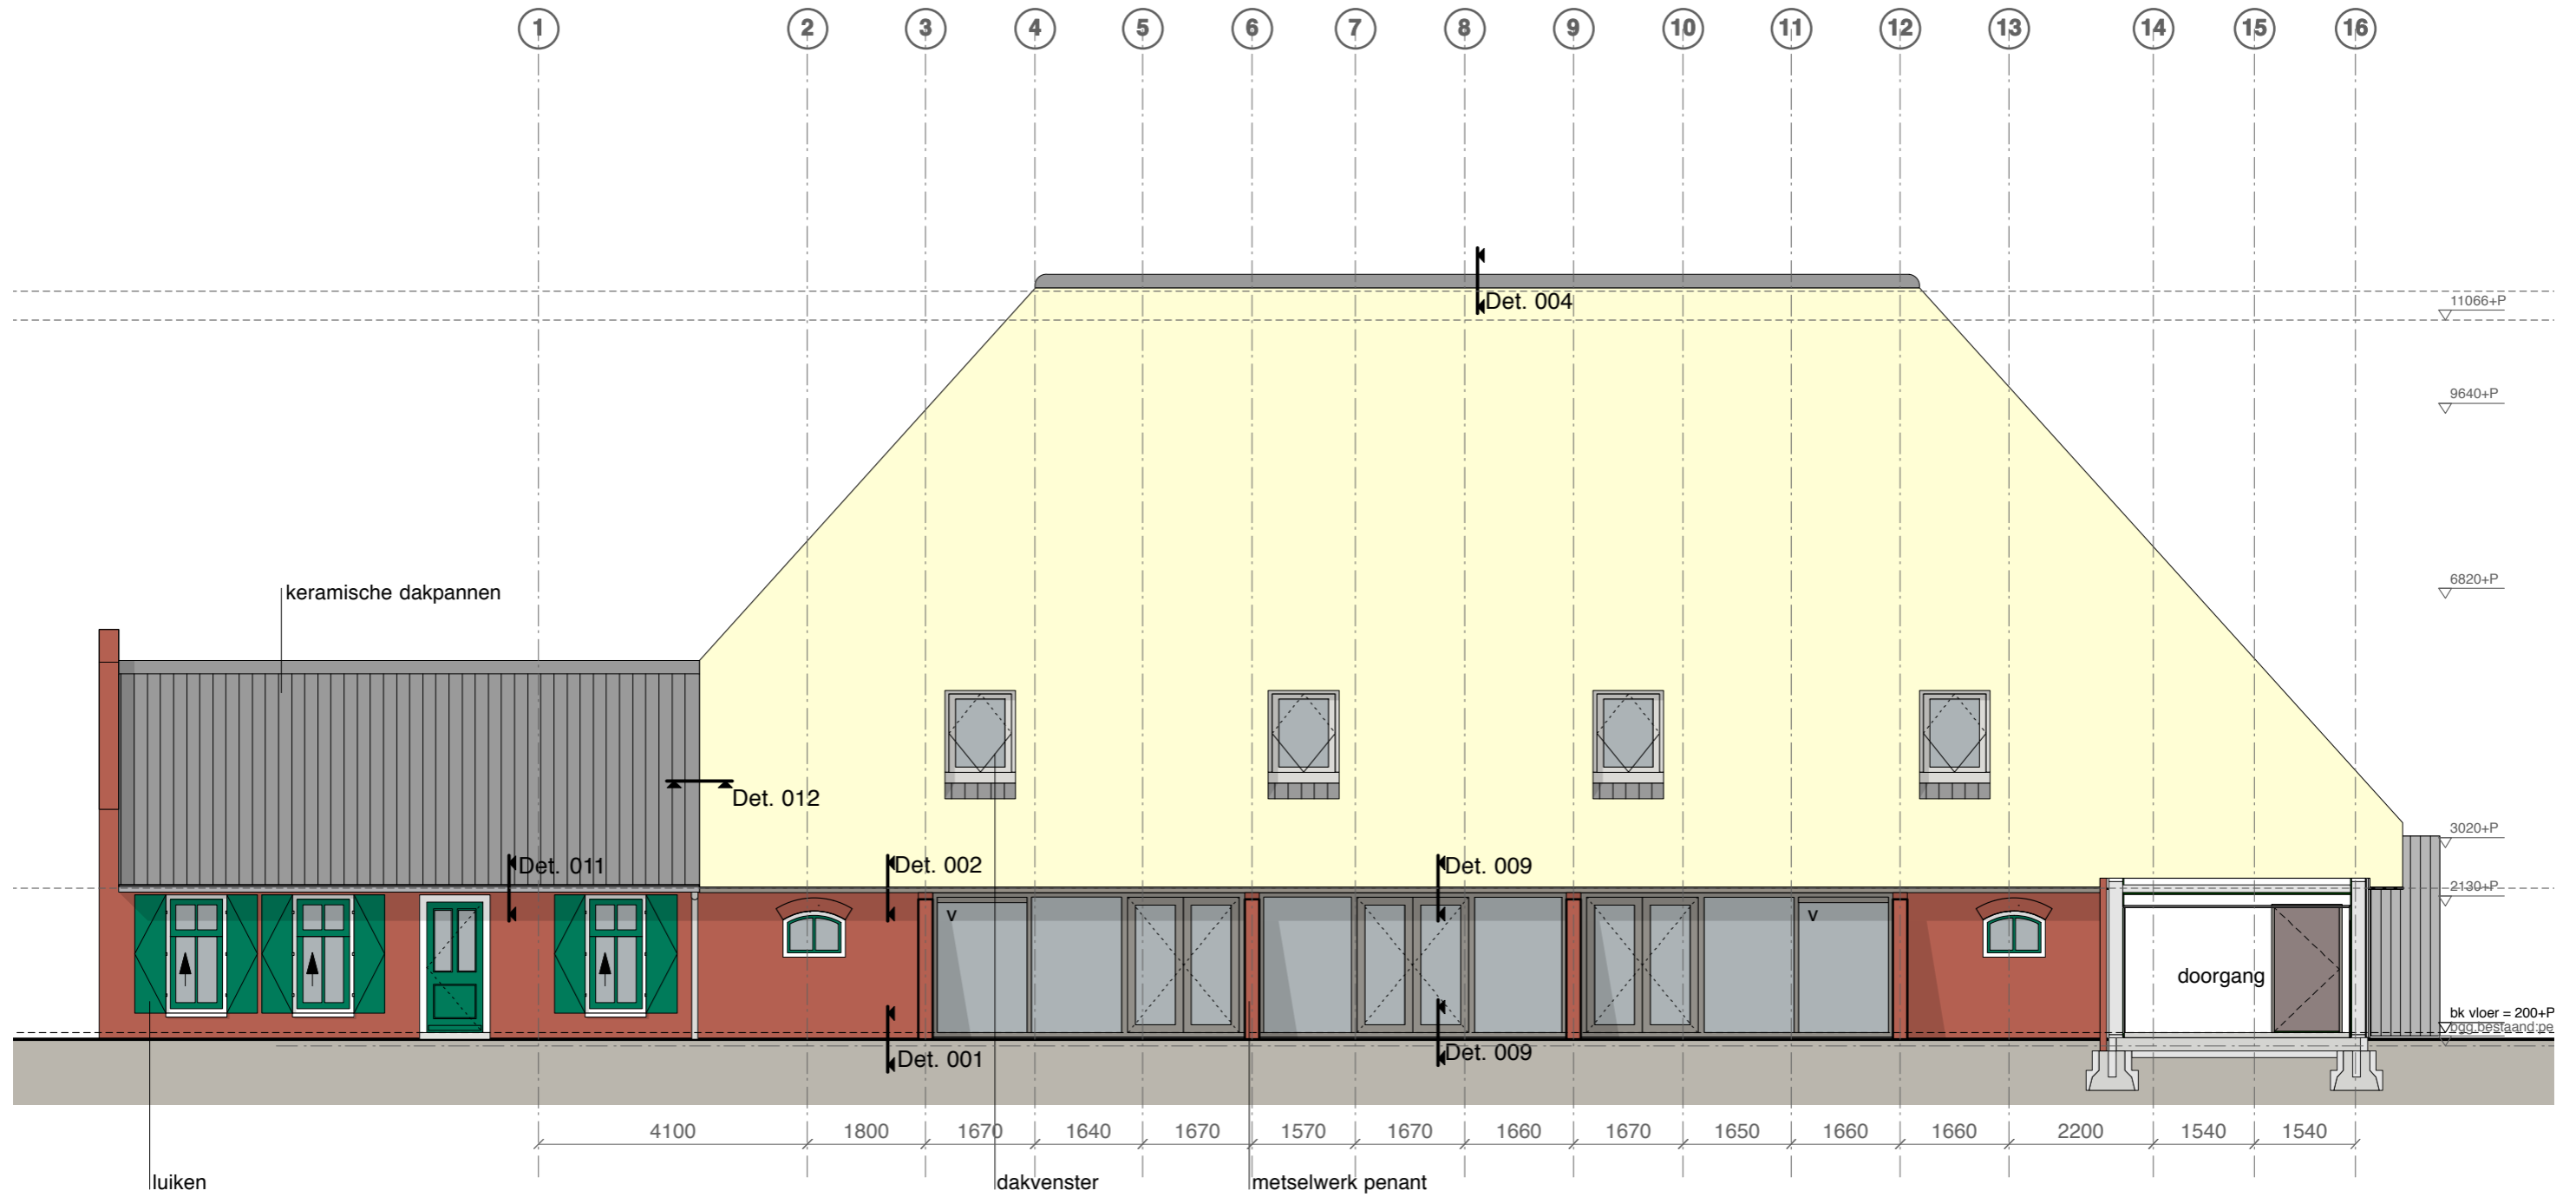 1 2 3 4 5 6 7 8 9 10 11 12 13 14 15 16
Det. 004
11066+P
9640+P
keramische dakpannen
6820+P
Det. 012
3020+P
Det. 011
Det. 002
Det. 009
2130+P
v
v
doorgang
bk vloer = 200+P
bgg.bestaand:pe
Det. 001
Det. 009
4100 1800 1670 1640 1670 1570 1670 1660 1670 1650 1660 1660 2200 1540 1540
luiken
dakvenster
metselwerk penant